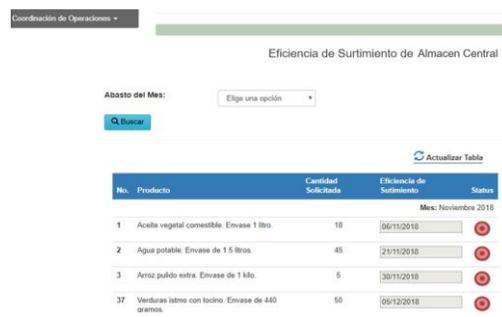 Coordinación de Operaciones
Eficiencia de Surtimiento de Almacen Central
Abasto del Mes:
Elige una opción
Buscar
Actualizar Tabla
No. Producto Cantidad Solicitada Eficiencia de Sutimiento Status
Mes: Noviembre 2018
1 Aceite vegetal comestible. Envase 1 litro. 18 06/11/2018
2 Agua potable. Envase de 1.5 litros. 45 21/11/2018
3 Arroz pulido extra. Envase de 1 kilo. 5 30/11/2018
37 Verduras istmo con tocino. Envase de 440 50 05/12/2018
gramos.